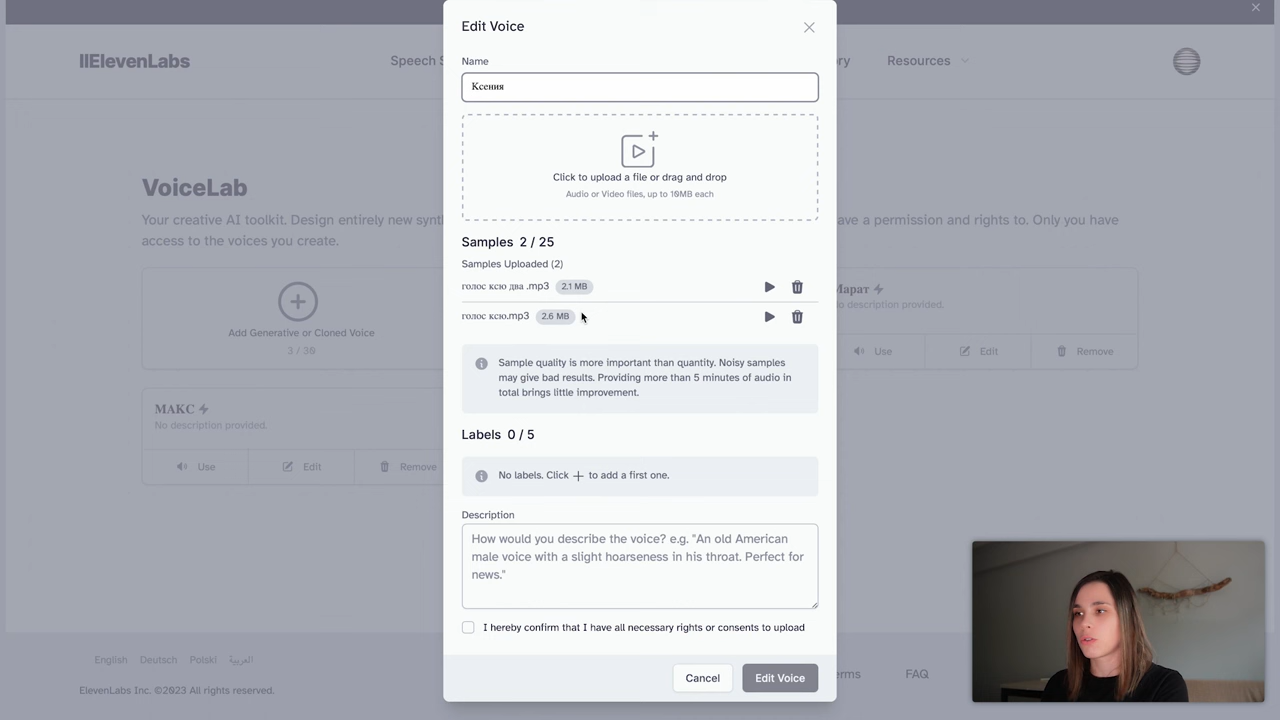 Edit Voice
IIElevenLabs
Speech S
ory
Resources
Name
Ксения
Click to upload a file or drag and drop
Audio or Video files, up to 10MB each
VoiceLab
Your creative AI toolkit. Design entirely new synt
ave a permission and rights to. Only you have
access to the voices you create.
Samples 2 / 25
Samples Uploaded (2)
голос ксю два .mp3 2.1 MB
голос ксю.mp3 2.6 MB
Add Generative or Cloned Voice
3 / 30
Марат
o description provided.
Use
Edit
Remove
Sample quality is more important than quantity. Noisy samples
may give bad results. Providing more than 5 minutes of audio in
total brings little improvement.
МАКС
No description provided.
Use
Edit
Remove
Labels 0 / 5
No labels. Click + to add a first one.
Description
How would you describe the voice? e.g. "An old American
male voice with a slight hoarseness in his throat. Perfect for
news."
I hereby confirm that I have all necessary rights or consents to upload
Cancel
Edit Voice
English Deutsch Polski العربية
erms
FAQ
ElevenLabs Inc. ©2023 All rights reserved.